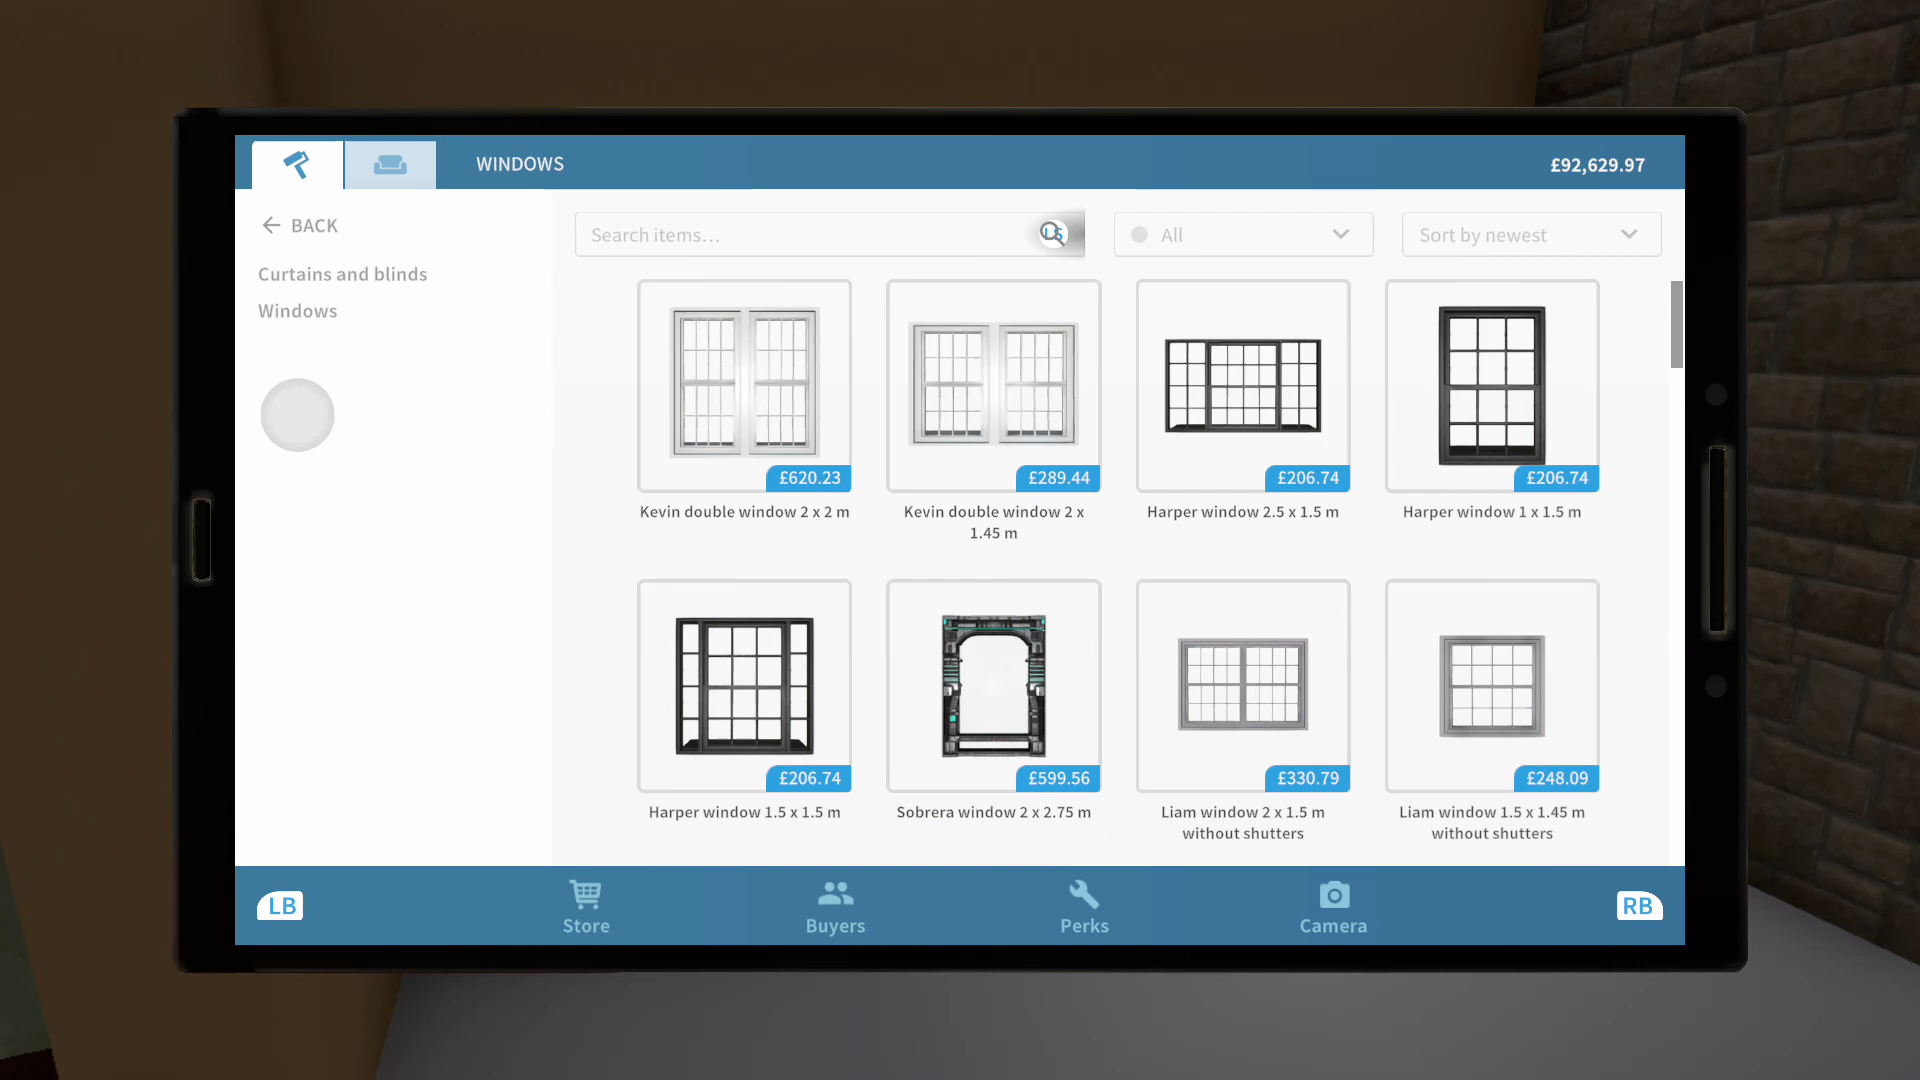 WINDOWS
£92,629.97
BACK
Curtains and blinds
Windows
Search items...
LS
All
Sort by newest
£620.23
Kevin double window 2 x 2 m
£289.44
Kevin double window 2 x
1.45 m
£206.74
Harper window 2.5 x 1.5 m
£206.74
Harper window 1 x 1.5 m
£206.74
Harper window 1.5 x 1.5 m
£599.56
Sobrera window 2 x 2.75 m
£330.79
Liam window 2 x 1.5 m
without shutters
£248.09
Liam window 1.5 x 1.45 m
without shutters
LB
Store
Buyers
Perks
Camera
RB